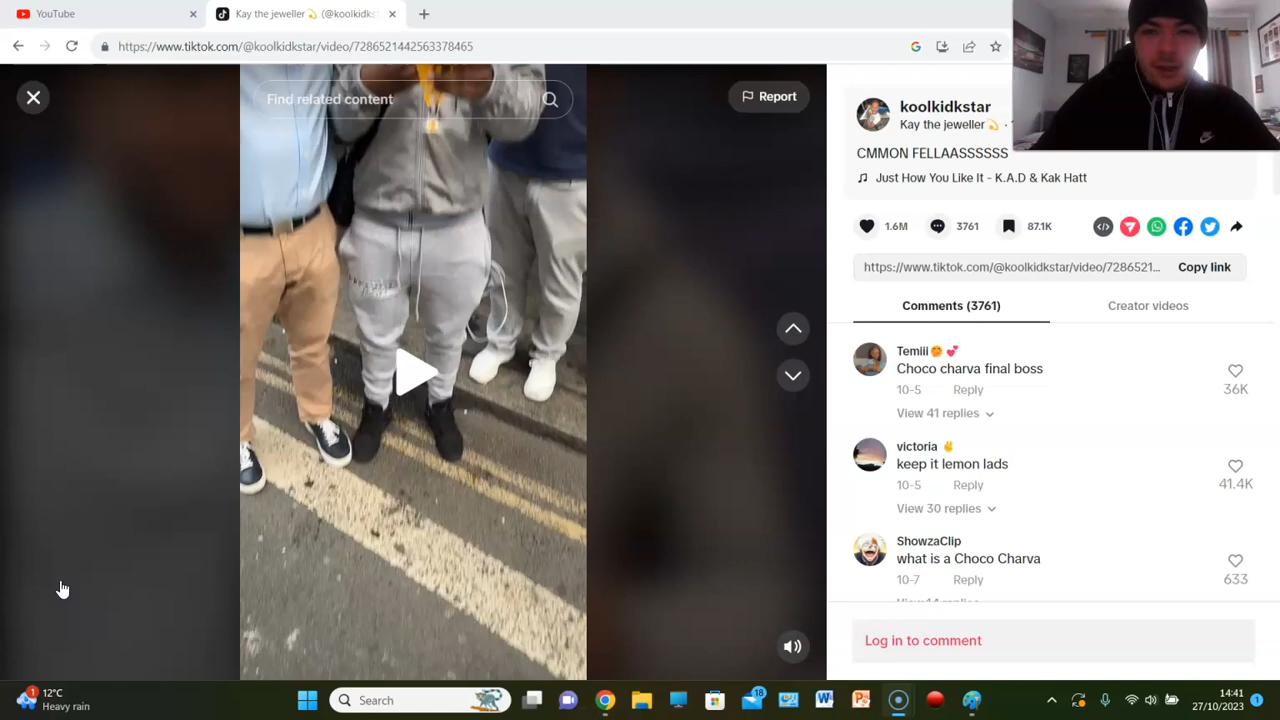 YouTube
Kay the jeweller💫 (@koolkidst
https://www.tiktok.com/@koolkidkstar/video/7286521442563378465
Find related content
Report
koolkidkstar
Kay the jeweller💫 ·
CMMON FELLAASSSSSS
Just How You Like It - K.A.D & Kak Hatt
1.6M
3761
87.1K
https://www.tiktok.com/@koolkidkstar/video/7286521...
Copy link
Comments (3761)
Creator videos
Temiii🤭💕
Choco charva final boss
36K
10-5 Reply
View 41 replies
victoria ✌️
keep it lemon lads
41.4K
10-5 Reply
View 30 replies
ShowzaClip
what is a Choco Charva
633
10-7 Reply
Log in to comment
1
12°C
Heavy rain
Search
18
14:41
27/10/2023
1